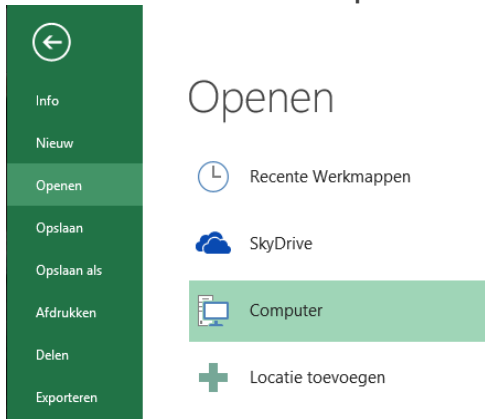 Info
Nieuw
Openen
Opslaan
Opslaan als
Afdrukken
Delen
Exporteren
Openen
Recente Werkmappen
SkyDrive
Computer
Locatie toevoegen